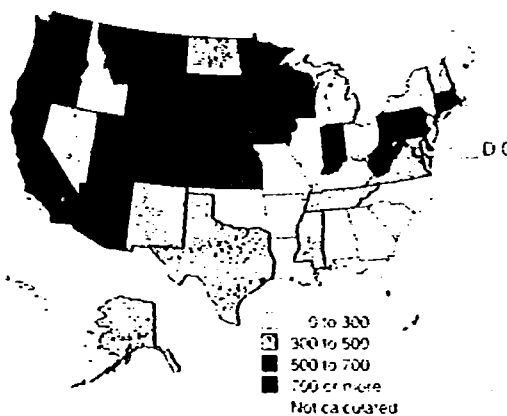 D C
0 to 300
300 to 500
500 to 700
700 or more
Not calculated